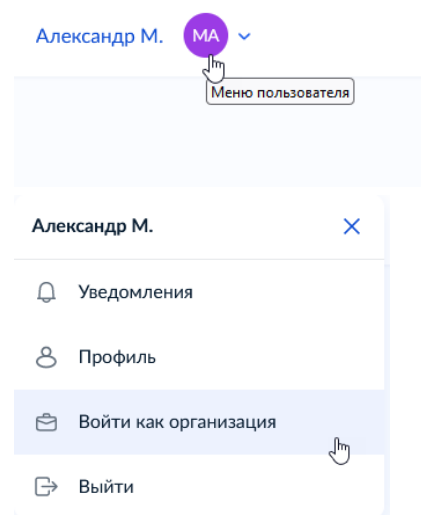 Александр М. МА
Меню пользователя
Александр М.
Уведомления
Профиль
Войти как организация
Выйти